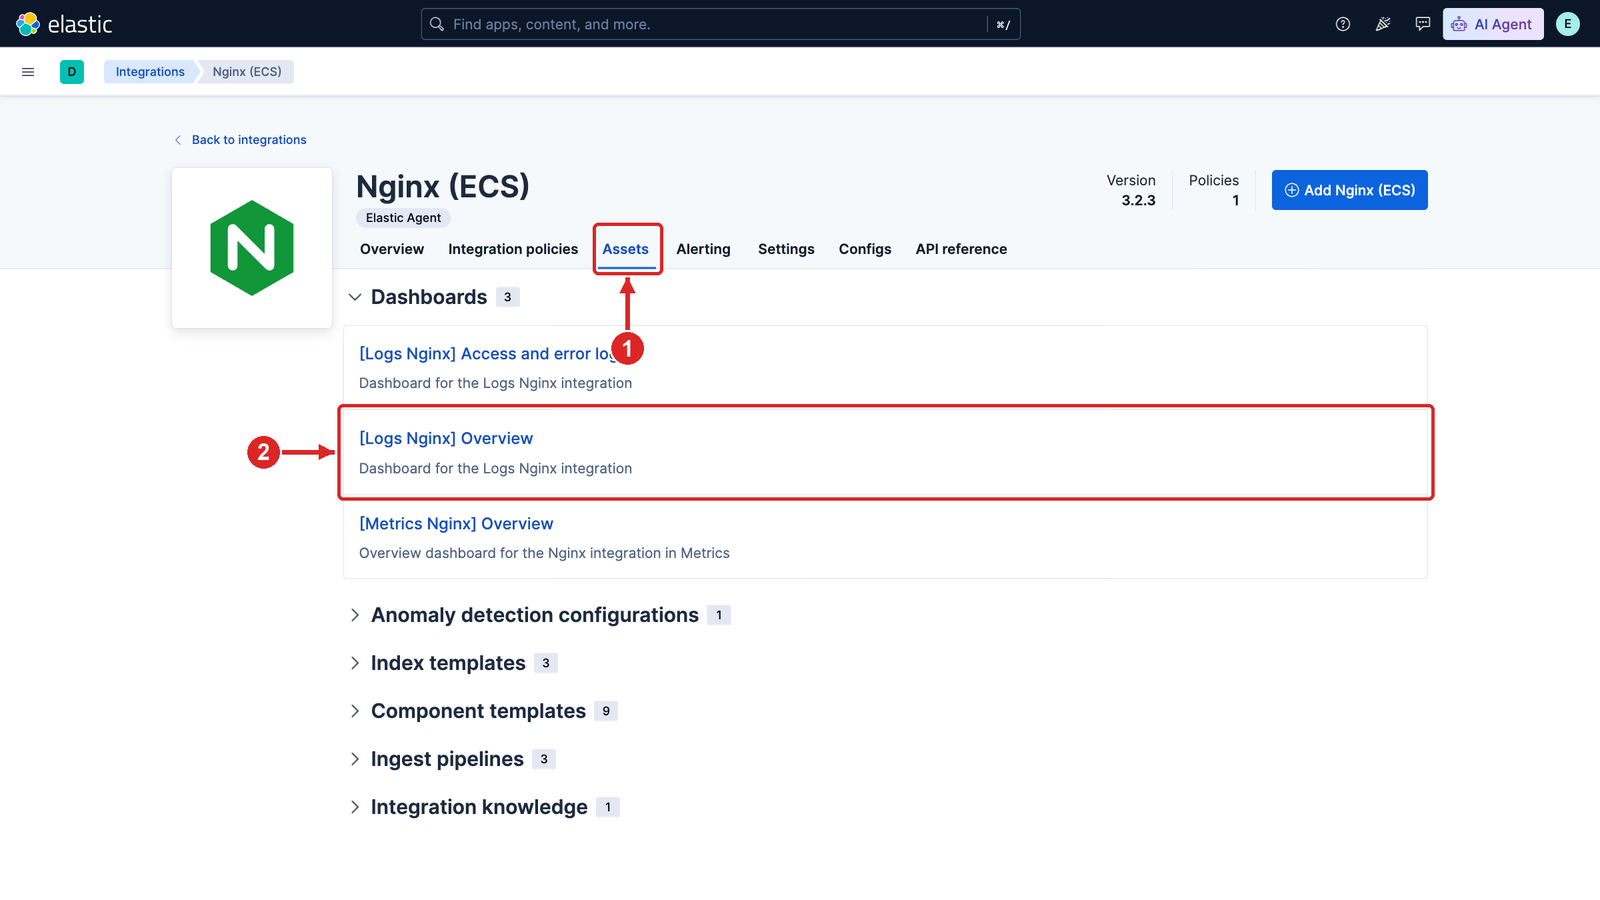 elastic
Find apps, content, and more.
⌘/
AI Agent
E
D
Integrations
Nginx (ECS)
Back to integrations
N
Nginx (ECS)
Elastic Agent
Version
3.2.3
Policies
1
Add Nginx (ECS)
Overview
Integration policies
Assets
Alerting
Settings
Configs
API reference
Dashboards 3
1
[Logs Nginx] Access and error
Dashboard for the Logs Nginx integration
2
[Logs Nginx] Overview
Dashboard for the Logs Nginx integration
[Metrics Nginx] Overview
Overview dashboard for the Nginx integration in Metrics
Anomaly detection configurations 1
Index templates 3
Component templates 9
Ingest pipelines 3
Integration knowledge 1